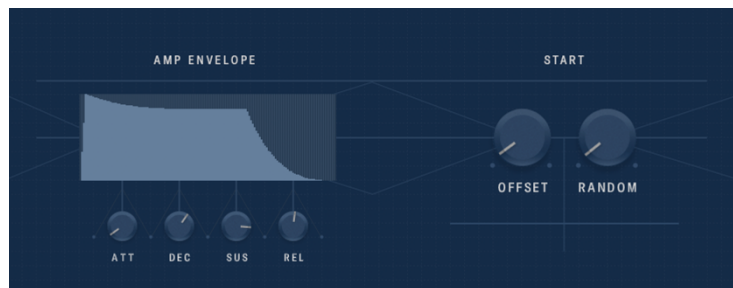 AMP ENVELOPE
START
OFFSET
RANDOM
ATT
DEC
SUS
REL